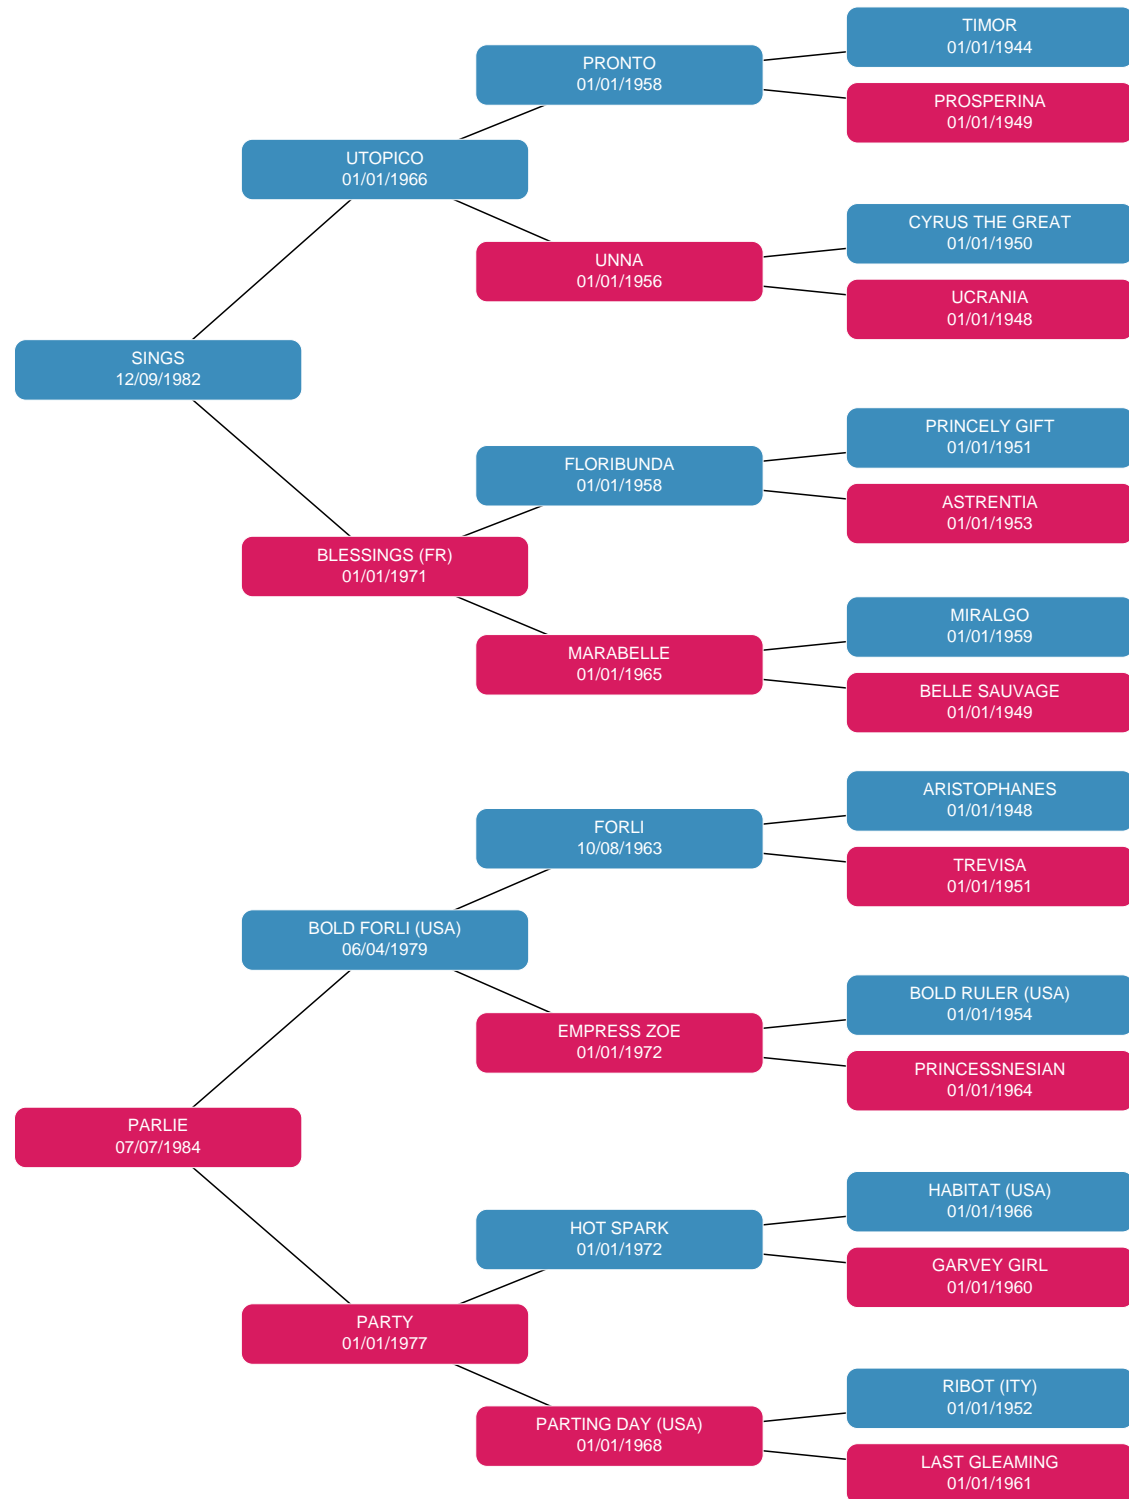 TIMOR
01/01/1944
PRONTO
01/01/1958
PROSPERINA
01/01/1949
UTOPICO
01/01/1966
CYRUS THE GREAT
01/01/1950
UNNA
01/01/1956
UCRANIA
01/01/1948
SINGS
12/09/1982
PRINCELY GIFT
01/01/1951
FLORIBUNDA
01/01/1958
ASTRENTIA
01/01/1953
BLESSINGS (FR)
01/01/1971
MIRALGO
01/01/1959
MARABELLE
01/01/1965
BELLE SAUVAGE
01/01/1949
ARISTOPHANES
01/01/1948
FORLI
10/08/1963
TREVISA
01/01/1951
BOLD FORLI (USA)
06/04/1979
BOLD RULER (USA)
01/01/1954
EMPRESS ZOE
01/01/1972
PRINCESSNESIAN
01/01/1964
PARLIE
07/07/1984
HABITAT (USA)
01/01/1966
HOT SPARK
01/01/1972
GARVEY GIRL
01/01/1960
PARTY
01/01/1977
RIBOT (ITY)
01/01/1952
PARTING DAY (USA)
01/01/1968
LAST GLEAMING
01/01/1961